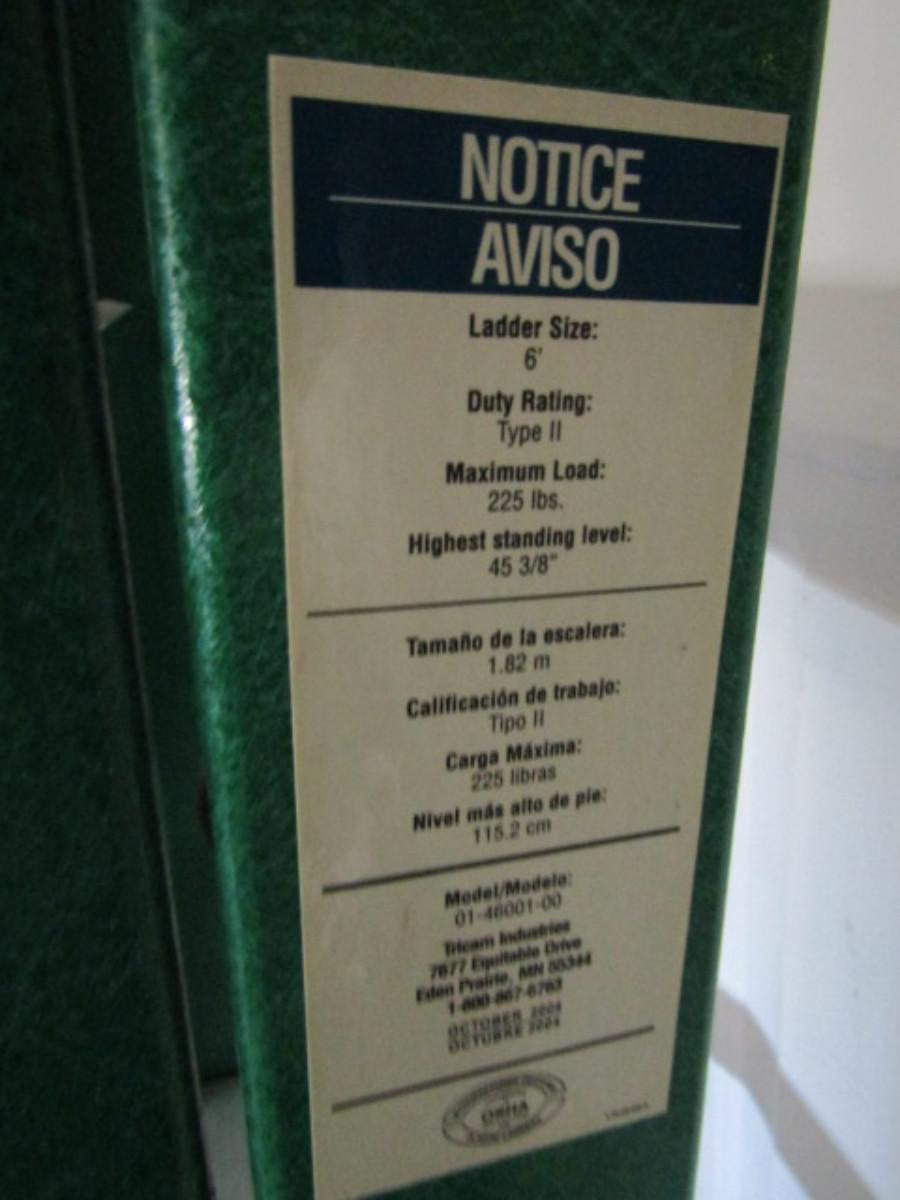 NOTICE
AVISO
Ladder Size:
6'
Duty Rating:
Type II
Maximum Load:
225 lbs.
Highest standing level:
45 3/8"
Tamaño de la escalera:
1.82 m
Calificación de trabajo:
Tipo II
Carga Máxima:
225 libras
Nivel más alto de pie:
115.2 cm
Model/Modelo:
01-46001-00
Tricam Industries
7677 Equitable Drive
Eden Prairie, MN 55344
OCTOBER 2004
OCTUBRE 2004
OSHA